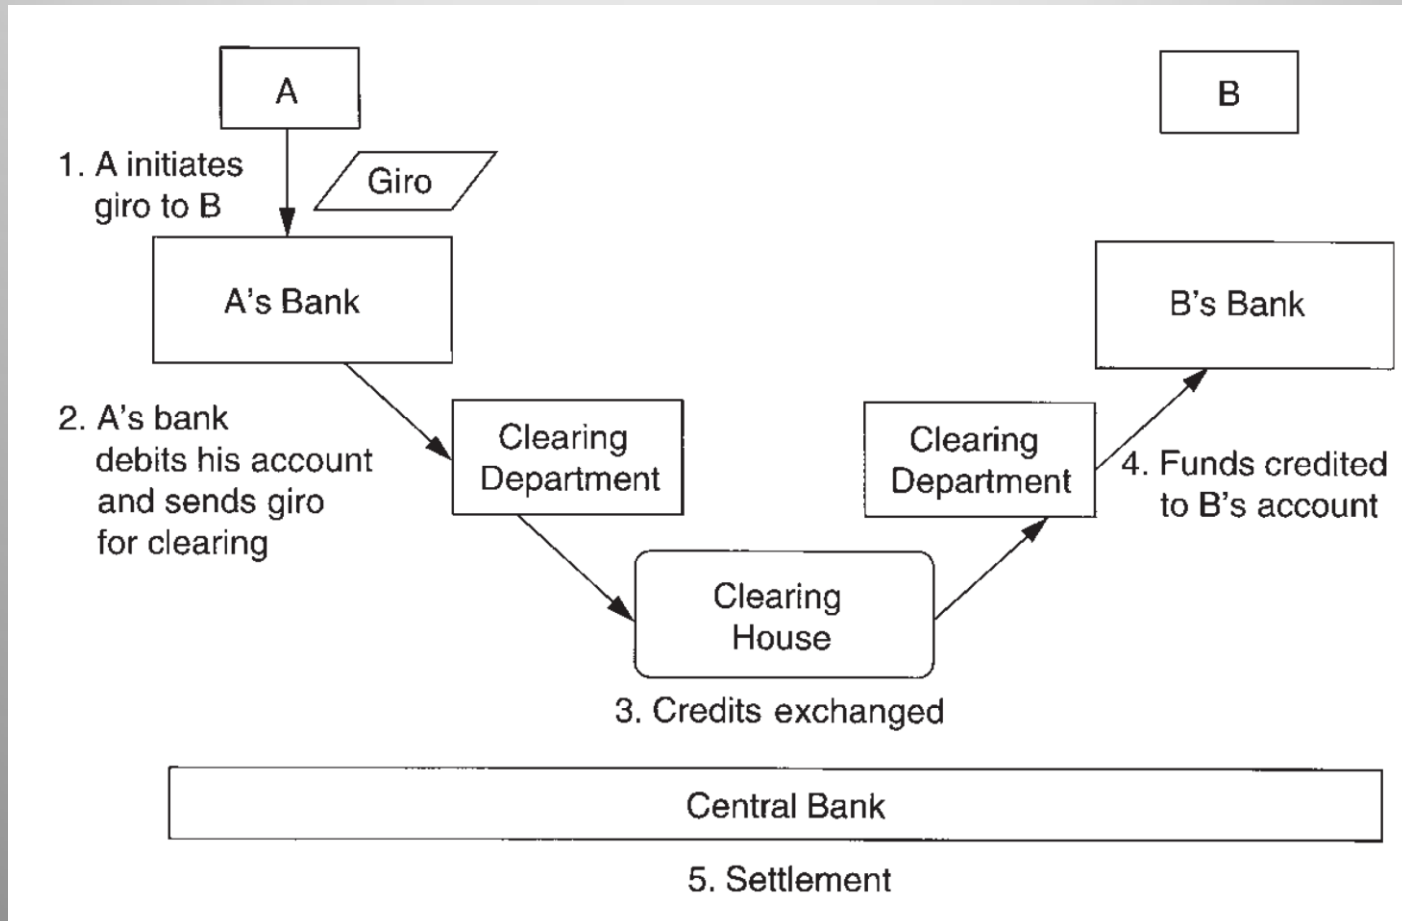 A
B
1. A initiates
giro to B
Giro
A's Bank
B's Bank
2. A's bank
debits his account
and sends giro
for clearing
Clearing
Department
Clearing
Department
4. Funds credited
to B's account
Clearing
House
3. Credits exchanged
Central Bank
5. Settlement